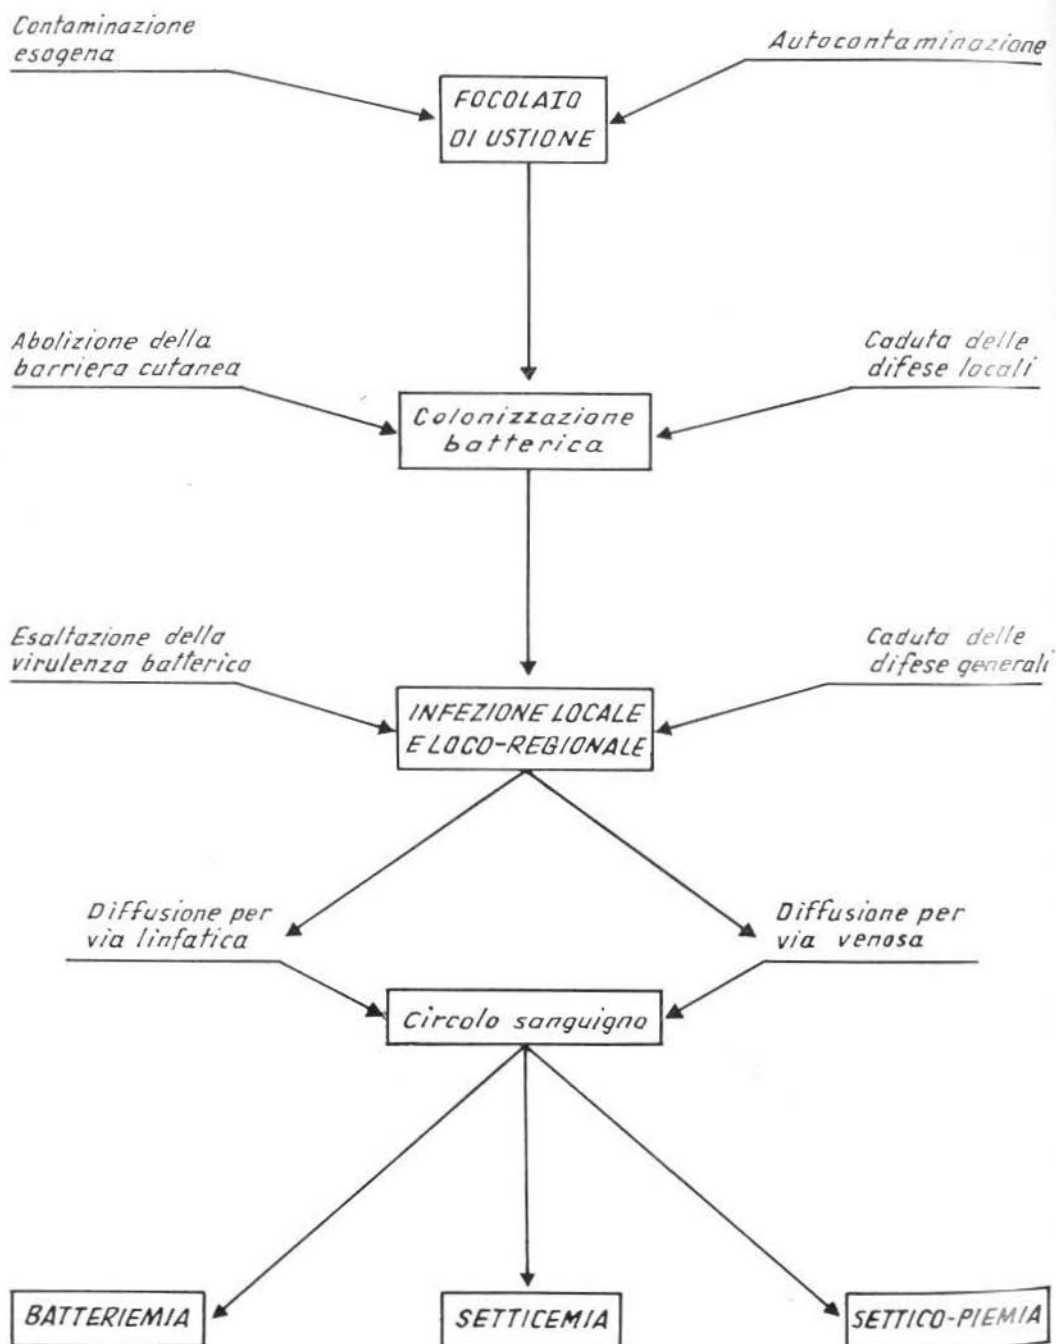 Contaminazione
esogena
Autocontaminazione
FOCOLAIO
DI USTIONE
Abolizione della
barriera cutanea
Caduta delle
difese locali
Colonizzazione
batterica
Esaltazione della
virulenza batterica
Caduta delle
difese generali
INFEZIONE LOCALE
E LOCO-REGIONALE
Diffusione per
via linfatica
Diffusione per
via venosa
Circolo sanguigno
BATTERIEMIA
SETTICEMIA
SETTICO-PIEMIA